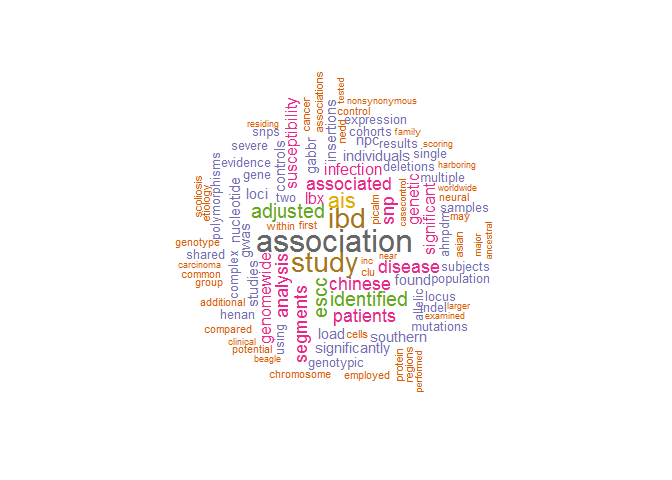 tested
nonsynonymous
associations
cancer
control
susceptibility
insertions
nedd
expression
residing
snps
cohorts
family
npc
results
scoring
severe
controls
gabbr
individuals
single
evidence
polymorphisms
infection
deletions
harboring
gene
associated
multiple
worldwide
scoliosis
etiology
loci
two
lbx
ais
picalm
snp
casecontrol
genetic
significant
neural
samples
nucleotide
adjusted
ibd
ahnpdm
may
within
first
asian
major
ancestral
genotype
shared
gwas
association
carcinoma
common
complex
genomewide
study
inc
near
clu
disease
subjects
group
studies
analysis
chinese
found
population
additional
escc
identified
allelic
locus
indel
larger
henan
segments
patients
examined
compared
using
load
cells
southern
mutations
clinical
potential
significantly
beagle
genotypic
protein
regions
performed
chromosome
employed